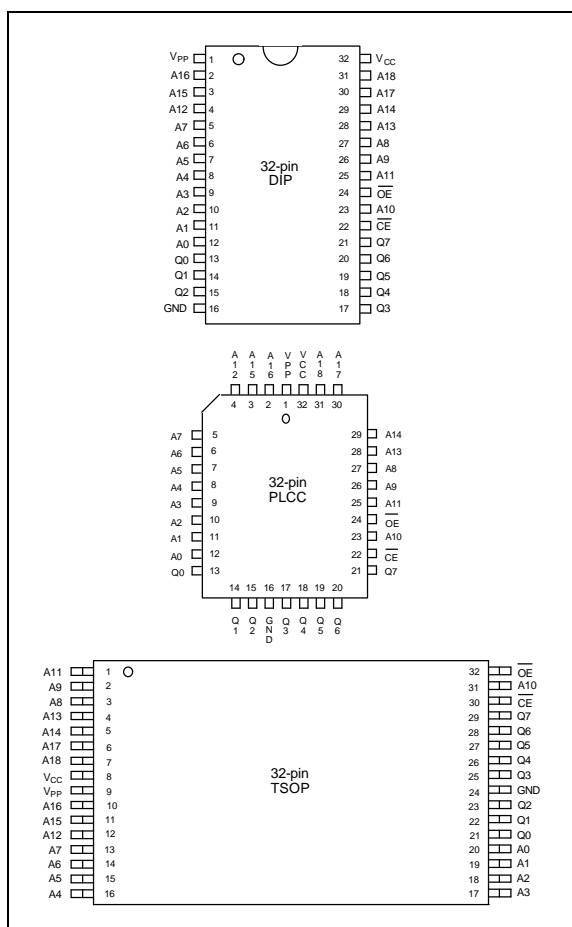 VPP 1 32 VCC
A16 2 31 A18
A15 3 30 A17
A12 4 29 A14
A7 5 28 A13
A6 6 27 A8
A5 7 26 A9
A4 8 25 A11
32-pin
DIP
A3 9 24 OE
A2 10 23 A10
A1 11 22 CE
A0 12 21 Q7
Q0 13 20 Q6
Q1 14 19 Q5
Q2 15 18 Q4
GND 16 17 Q3
A12 A15 A16 VPP VCC A18 A17
4 3 2 1 32 31 30
A7 5 29 A14
A6 6 28 A13
A5 7 27 A8
A4 8 26 A9
32-pin
PLCC
A3 9 25 A11
A2 10 24 OE
A1 11 23 A10
A0 12 22 CE
Q0 13 21 Q7
14 15 16 17 18 19 20
Q1 Q2 GND Q3 Q4 Q5 Q6
A11 1 32 OE
A9 2 31 A10
A8 3 30 CE
A13 4 29 Q7
A14 5 28 Q6
A17 6 27 Q5
A18 7 26 Q4
VCC 8 25 Q3
32-pin
TSOP
VPP 9 24 GND
A16 10 23 Q2
A15 11 22 Q1
A12 12 21 Q0
A7 13 20 A0
A6 14 19 A1
A5 15 18 A2
A4 16 17 A3